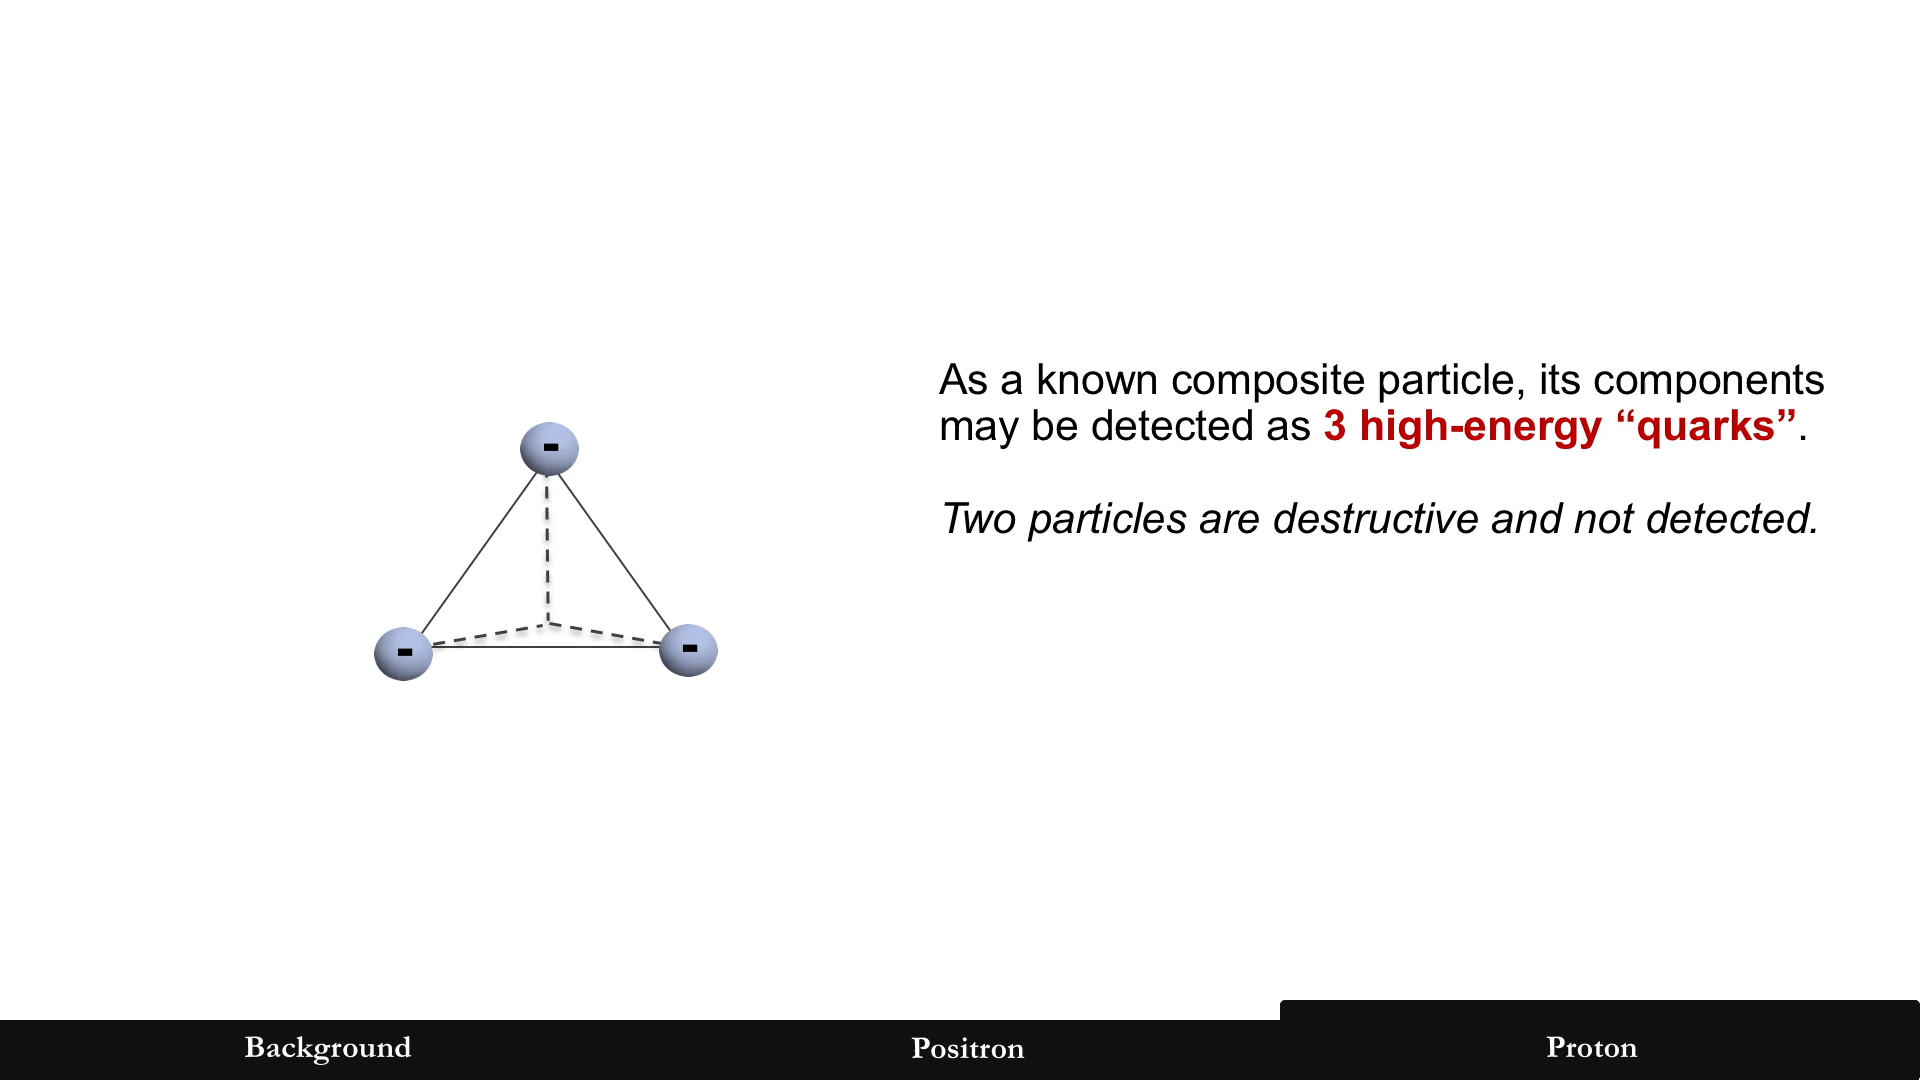 As a known composite particle, its components
may be detected as 3 high-energy “quarks”.
Two particles are destructive and not detected.
-
-
-
Background
Positron
Proton